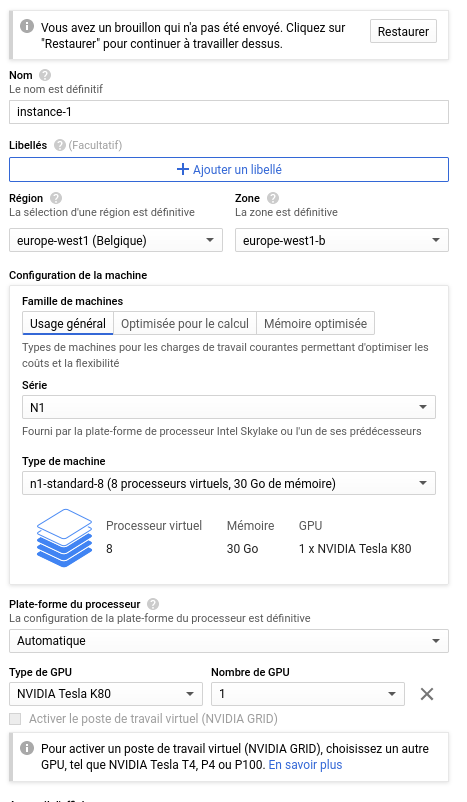 Vous avez un brouillon qui n'a pas été envoyé. Cliquez sur
"Restaurer" pour continuer à travailler dessus.
Restaurer
Nom
Le nom est définitif
instance-1
Libellés (Facultatif)
Ajouter un libellé
Région
Zone
La sélection d'une région est définitive
La zone est définitive
europe-west1 (Belgique)
europe-west1-b
Configuration de la machine
Famille de machines
Usage général
Optimisée pour le calcul
Mémoire optimisée
Types de machines pour les charges de travail courantes permettant d'optimiser les
coûts et la flexibilité
Série
N1
Fourni par la plate-forme de processeur Intel Skylake ou l'un de ses prédécesseurs
Type de machine
n1-standard-8 (8 processeurs virtuels, 30 Go de mémoire)
Processeur virtuel
Mémoire
GPU
8
30 Go
1 x NVIDIA Tesla K80
Plate-forme du processeur
La configuration de la plate-forme du processeur est définitive
Automatique
Type de GPU
Nombre de GPU
NVIDIA Tesla K80
1
Activer le poste de travail virtuel (NVIDIA GRID)
Pour activer un poste de travail virtuel (NVIDIA GRID), choisissez un autre
GPU, tel que NVIDIA Tesla T4, P4 ou P100. En savoir plus